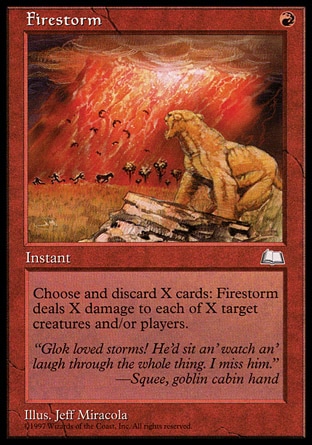 Firestorm
Instant
Choose and discard X cards: Firestorm
deals X damage to each of X target
creatures and/or players.
“Glok loved storms! He’d sit an’ watch an’
laugh through the whole thing. I miss him.”
—Squee, goblin cabin hand
Illus. Jeff Miracola
©1997 Wizards of the Coast, Inc. All rights reserved.